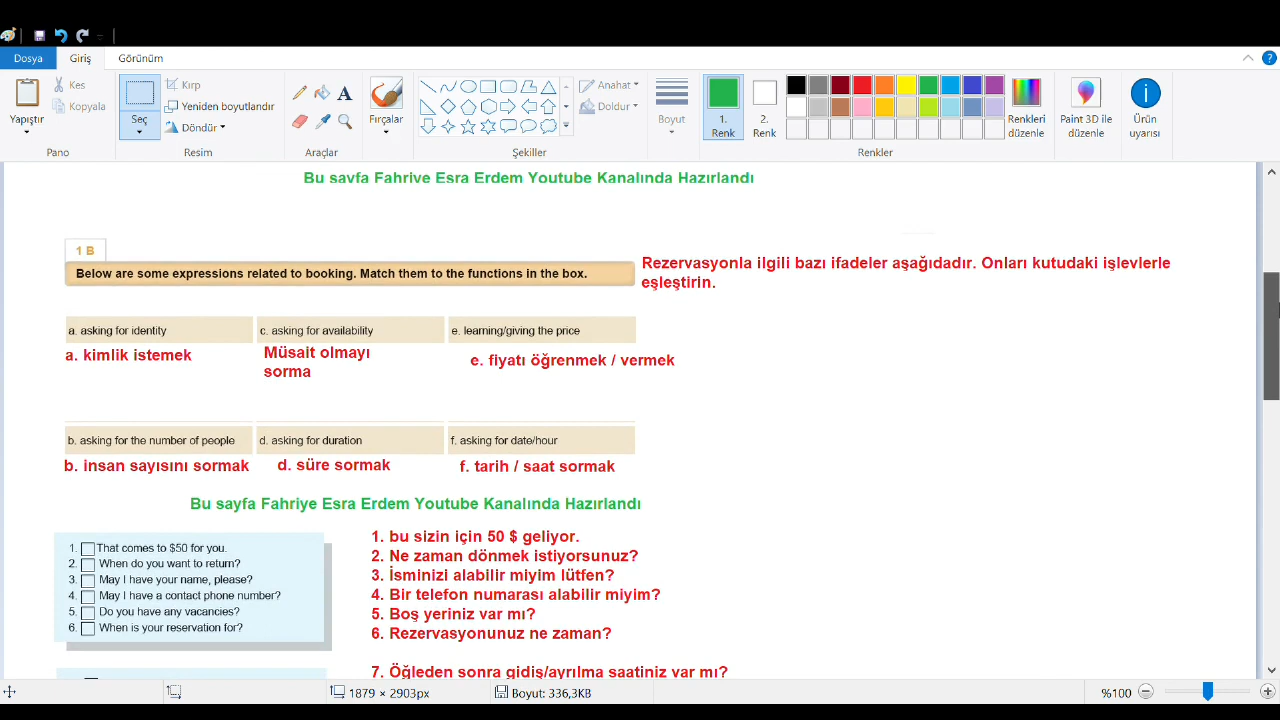 Dosya Giriş Görünüm
Yapıştır
Kes
Kopyala
Pano
Seç
Kırp
Yeniden boyutlandır
Döndür
Resim
A
Araçlar
Fırçalar
Şekiller
Anahat
Doldur
Boyut
1. Renk
2. Renk
Renkleri düzenle
Renkler
Paint 3D ile düzenle
Ürün uyarısı
Bu sayfa Fahriye Esra Erdem Youtube Kanalında Hazırlandı
1 B
Below are some expressions related to booking. Match them to the functions in the box.
Rezervasyonla ilgili bazı ifadeler aşağıdadır. Onları kutudaki işlevlerle
eşleştirin.
a. asking for identity c. asking for availability e. learning/giving the price
a. kimlik istemek
Müsait olmayı
sorma
e. fiyatı öğrenmek / vermek
b. asking for the number of people d. asking for duration f. asking for date/hour
b. insan sayısını sormak d. süre sormak f. tarih / saat sormak
Bu sayfa Fahriye Esra Erdem Youtube Kanalında Hazırlandı
1. That comes to $50 for you.
2. When do you want to return?
3. May I have your name, please?
4. May I have a contact phone number?
5. Do you have any vacancies?
6. When is your reservation for?
1. bu sizin için 50 $ geliyor.
2. Ne zaman dönmek istiyorsunuz?
3. İsminizi alabilir miyim lütfen?
4. Bir telefon numarası alabilir miyim?
5. Boş yeriniz var mı?
6. Rezervasyonunuz ne zaman?
7. Öğleden sonra gidiş/ayrılma saatiniz var mı?
1879 × 2903px
Boyut: 336,3KB
%100